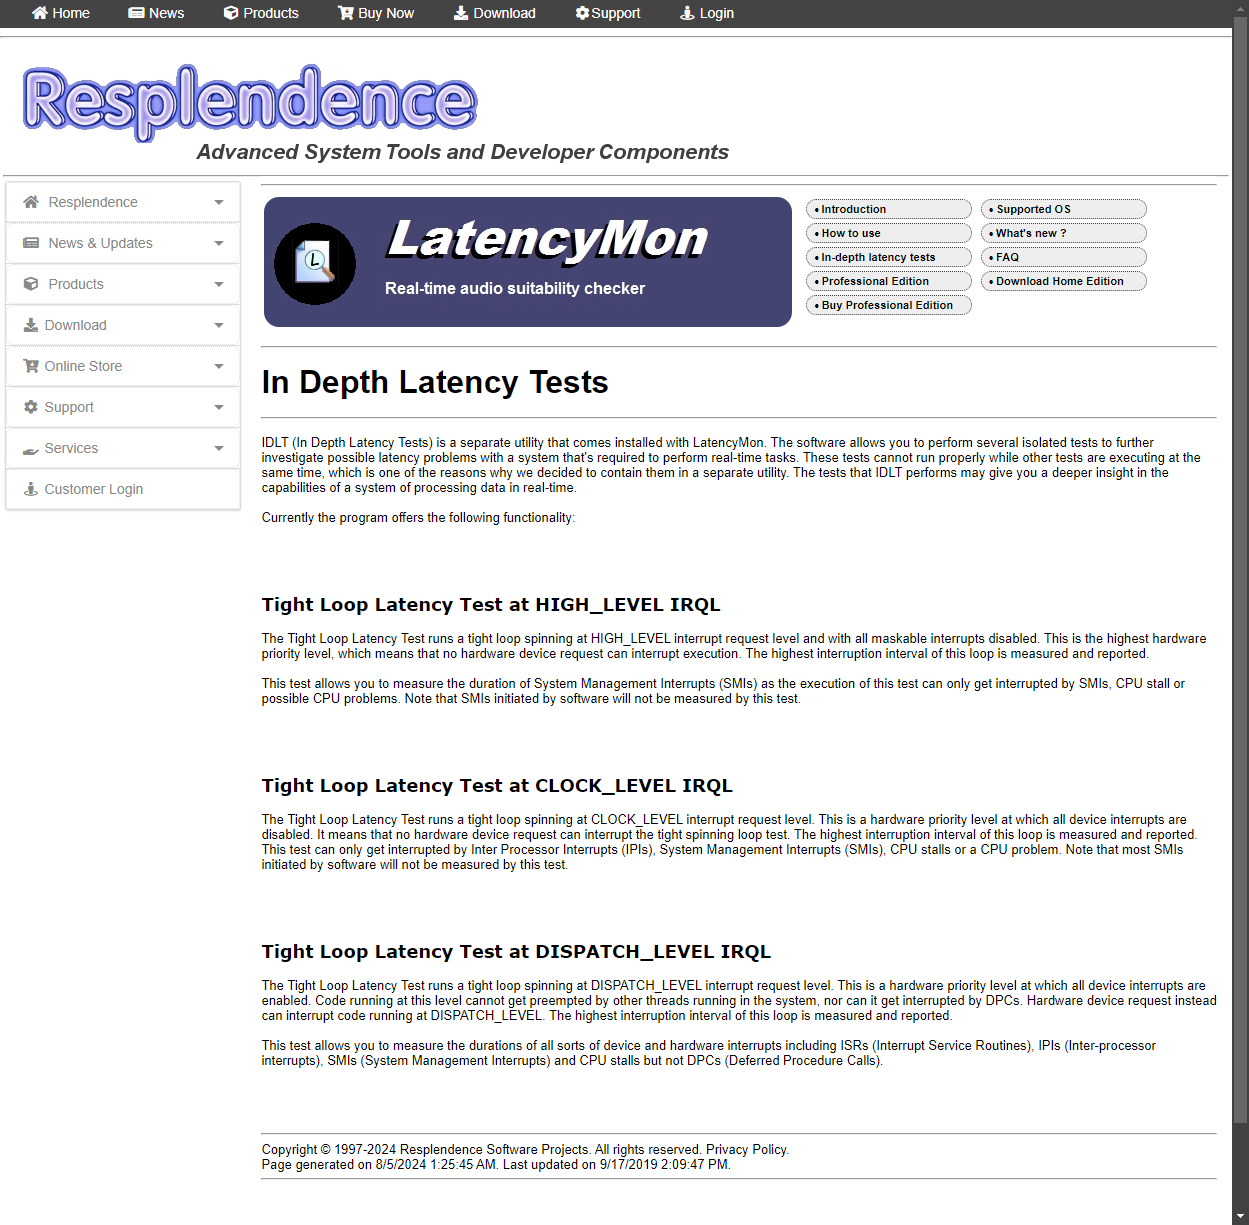 Home News Products Buy Now Download Support Login
Resplendence
Advanced System Tools and Developer Components
Resplendence
News & Updates
Products
Download
Online Store
Support
Services
Customer Login
L
LatencyMon
Real-time audio suitability checker
• Introduction
• Supported OS
• How to use
• What's new ?
• In-depth latency tests
• FAQ
• Professional Edition
• Download Home Edition
• Buy Professional Edition
In Depth Latency Tests
IDLT (In Depth Latency Tests) is a separate utility that comes installed with LatencyMon. The software allows you to perform several isolated tests to further
investigate possible latency problems with a system that's required to perform real-time tasks. These tests cannot run properly while other tests are executing at the
same time, which is one of the reasons why we decided to contain them in a separate utility. The tests that IDLT performs may give you a deeper insight in the
capabilities of a system of processing data in real-time.
Currently the program offers the following functionality:
Tight Loop Latency Test at HIGH_LEVEL IRQL
The Tight Loop Latency Test runs a tight loop spinning at HIGH_LEVEL interrupt request level and with all maskable interrupts disabled. This is the highest hardware
priority level, which means that no hardware device request can interrupt execution. The highest interruption interval of this loop is measured and reported.
This test allows you to measure the duration of System Management Interrupts (SMIs) as the execution of this test can only get interrupted by SMIs, CPU stall or
possible CPU problems. Note that SMIs initiated by software will not be measured by this test.
Tight Loop Latency Test at CLOCK_LEVEL IRQL
The Tight Loop Latency Test runs a tight loop spinning at CLOCK_LEVEL interrupt request level. This is a hardware priority level at which all device interrupts are
disabled. It means that no hardware device request can interrupt the tight spinning loop test. The highest interruption interval of this loop is measured and reported.
This test can only get interrupted by Inter Processor Interrupts (IPIs), System Management Interrupts (SMIs), CPU stalls or a CPU problem. Note that most SMIs
initiated by software will not be measured by this test.
Tight Loop Latency Test at DISPATCH_LEVEL IRQL
The Tight Loop Latency Test runs a tight loop spinning at DISPATCH_LEVEL interrupt request level. This is a hardware priority level at which all device interrupts are
enabled. Code running at this level cannot get preempted by other threads running in the system, nor can it get interrupted by DPCs. Hardware device request instead
can interrupt code running at DISPATCH_LEVEL. The highest interruption interval of this loop is measured and reported.
This test allows you to measure the durations of all sorts of device and hardware interrupts including ISRs (Interrupt Service Routines), IPIs (Inter-processor
interrupts), SMIs (System Management Interrupts) and CPU stalls but not DPCs (Deferred Procedure Calls).
Copyright © 1997-2024 Resplendence Software Projects. All rights reserved. Privacy Policy.
Page generated on 8/5/2024 1:25:45 AM. Last updated on 9/17/2019 2:09:47 PM.